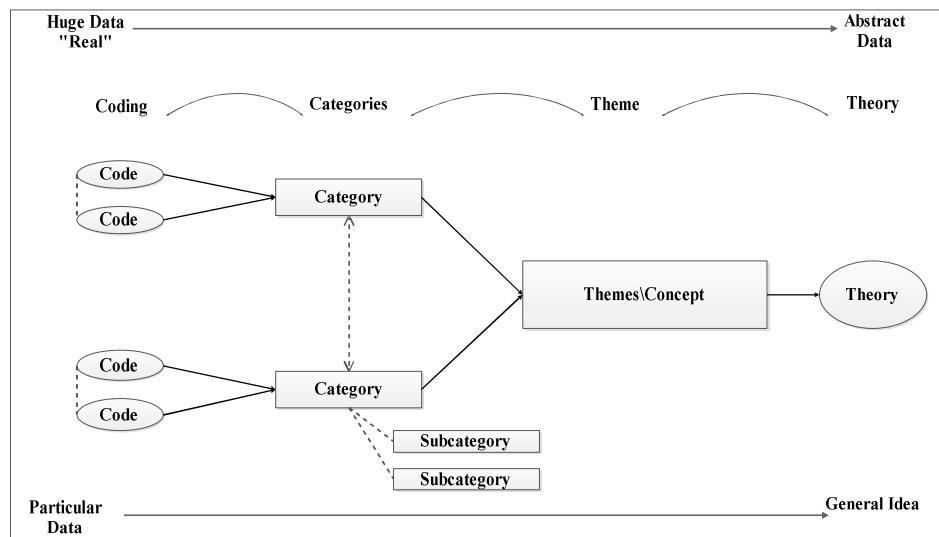 Huge Data
"Real"
Abstract
Data
Coding
Categories
Theme
Theory
Code
Code
Category
Themes\Concept
Theory
Code
Code
Category
Subcategory
Subcategory
Particular
Data
General Idea